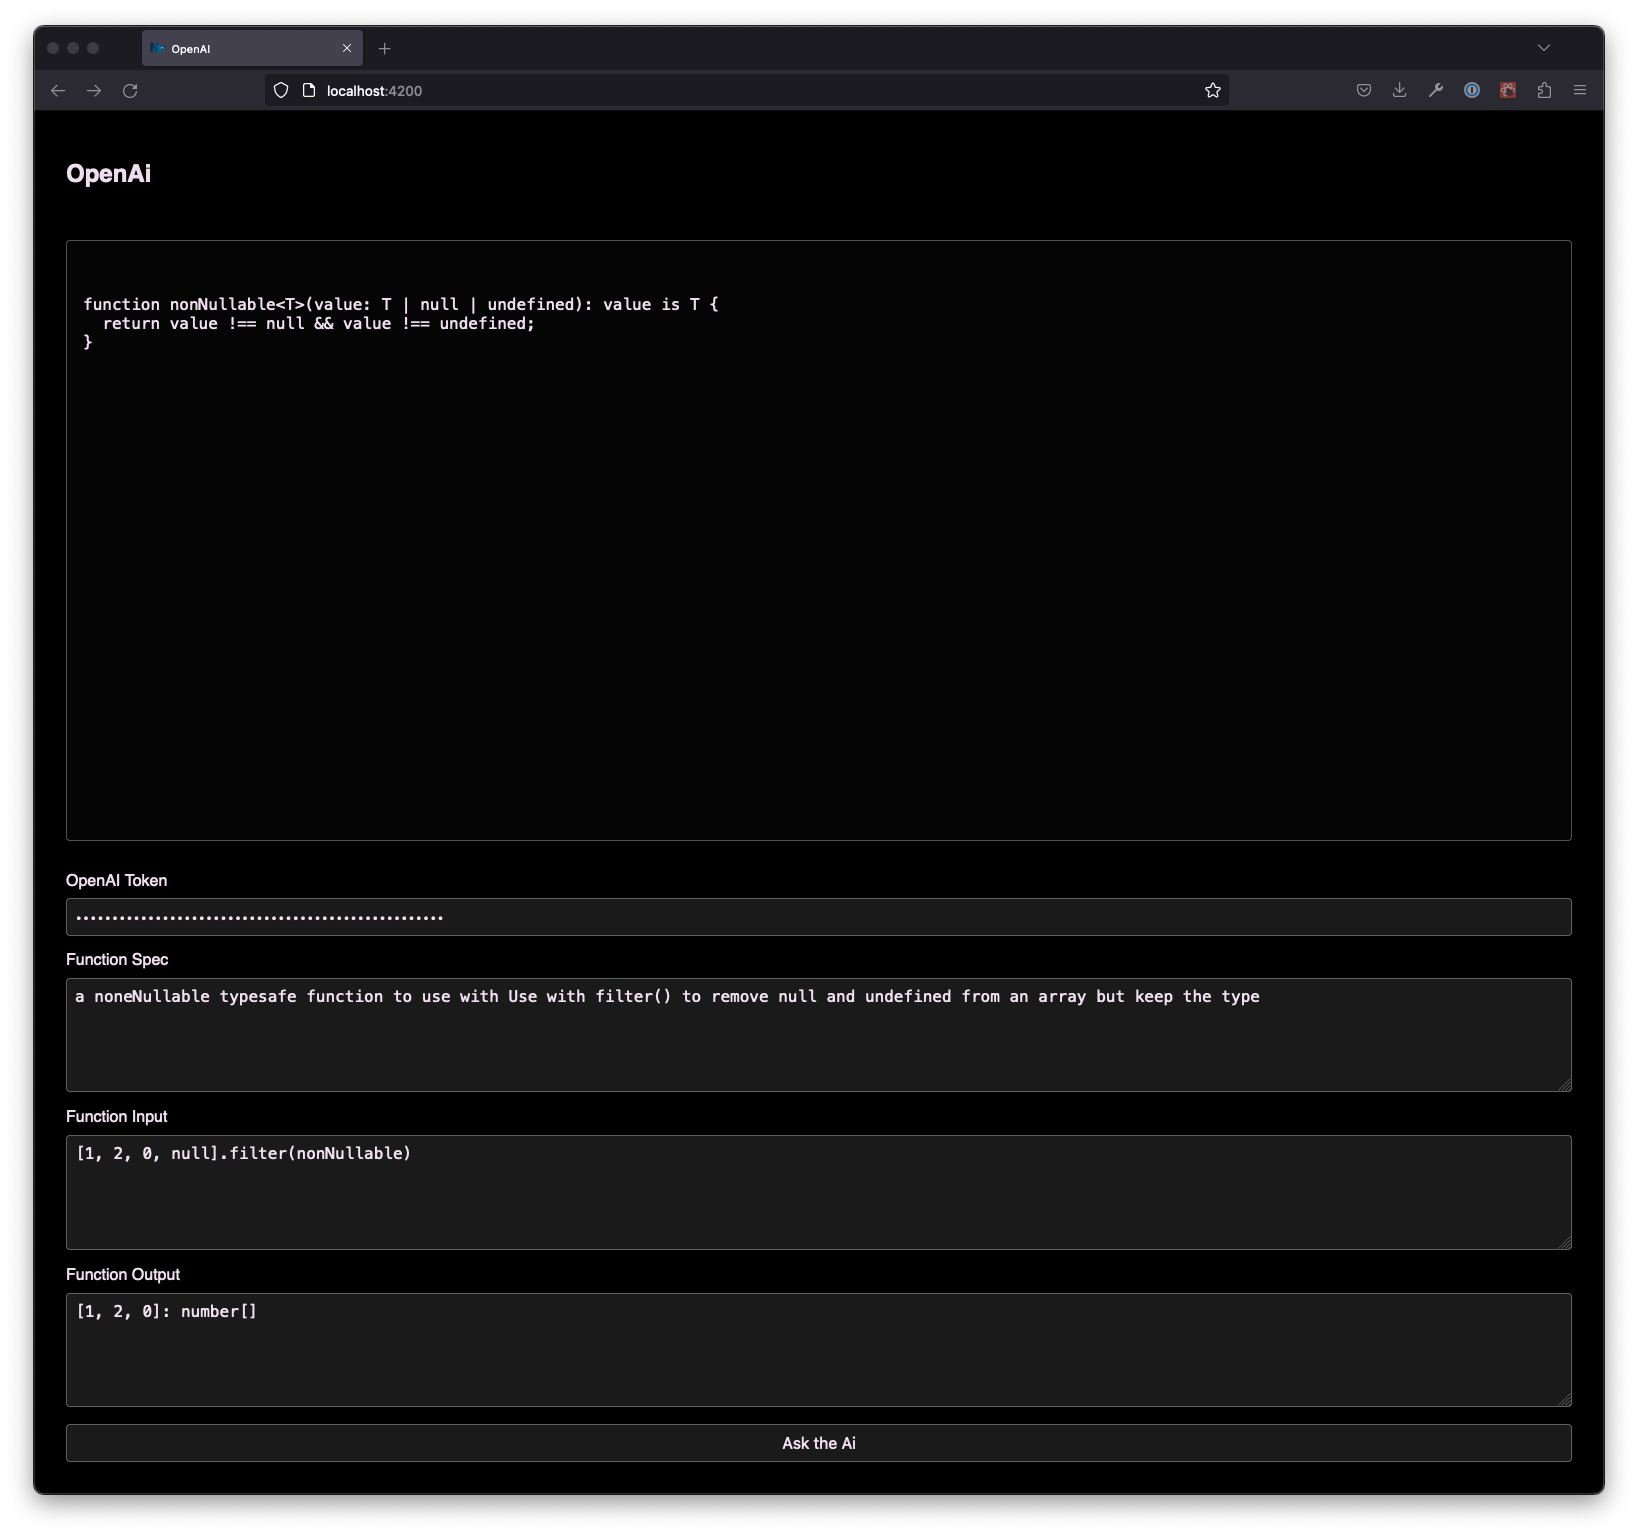 OpenAI
localhost:4200
OpenAi
function nonNullable<T>(value: T | null | undefined): value is T {
  return value !== null && value !== undefined;
}
OpenAI Token
Function Spec
a noneNullable typesafe function to use with Use with filter() to remove null and undefined from an array but keep the type
Function Input
[1, 2, 0, null].filter(nonNullable)
Function Output
[1, 2, 0]: number[]
Ask the Ai